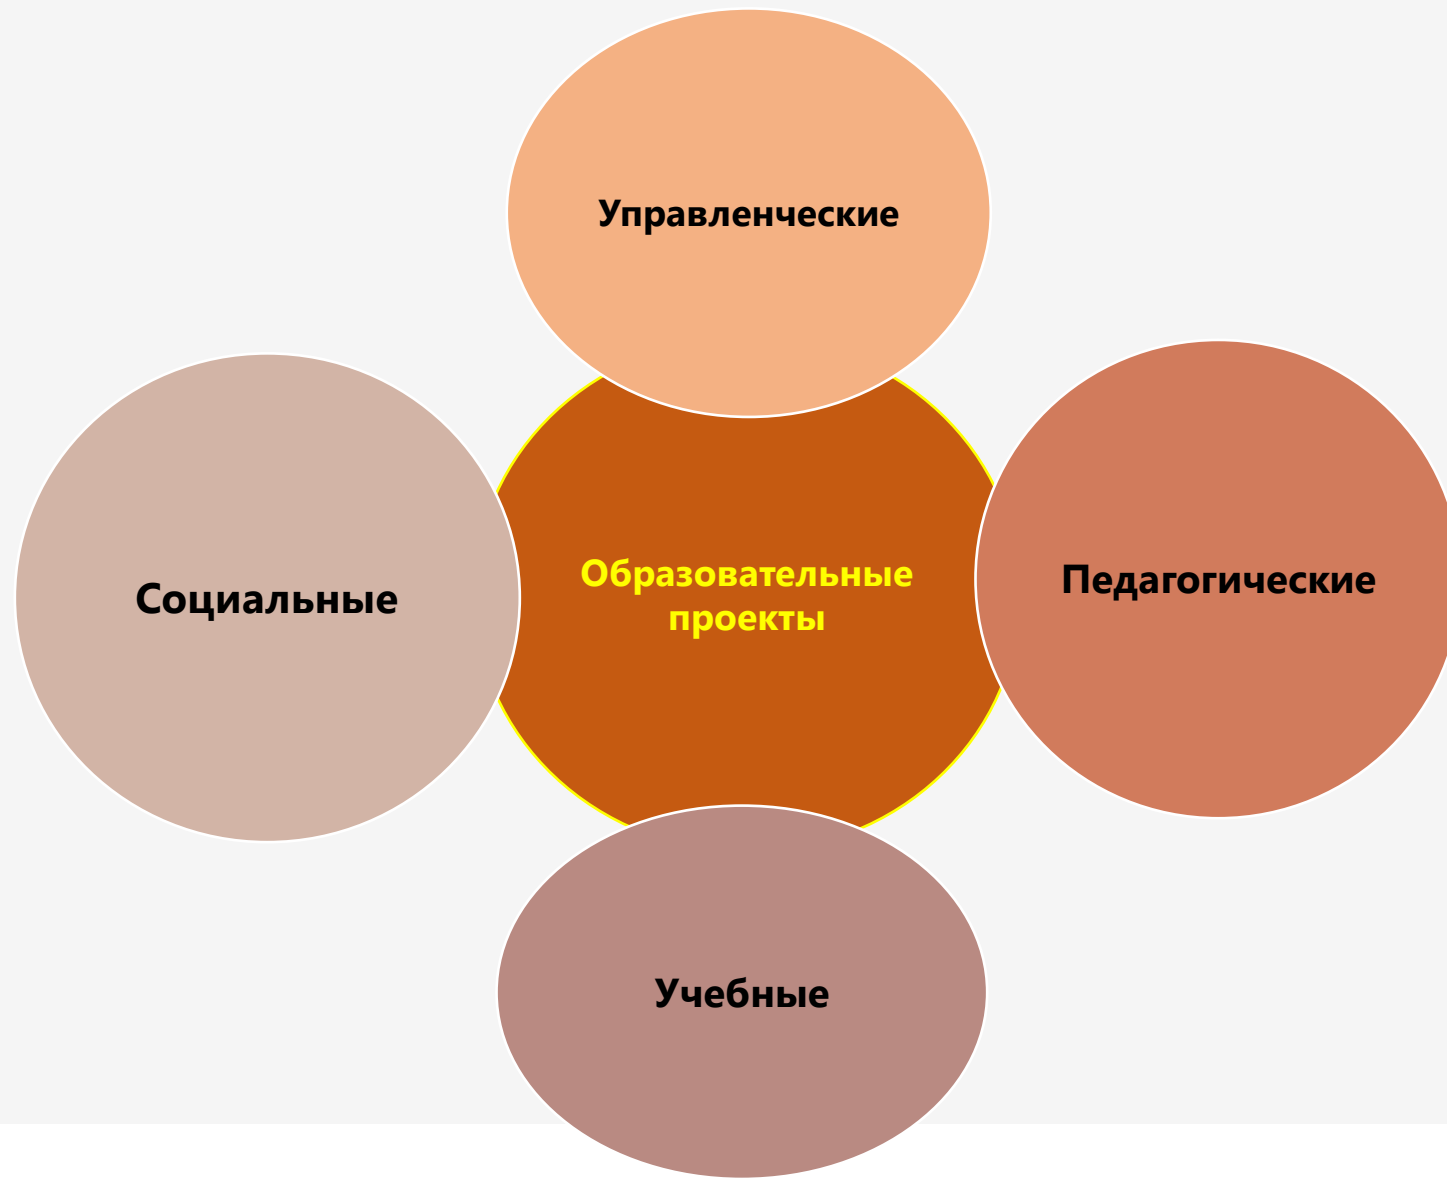 Управленческие
Социальные
Образовательные
проекты
Педагогические
Учебные